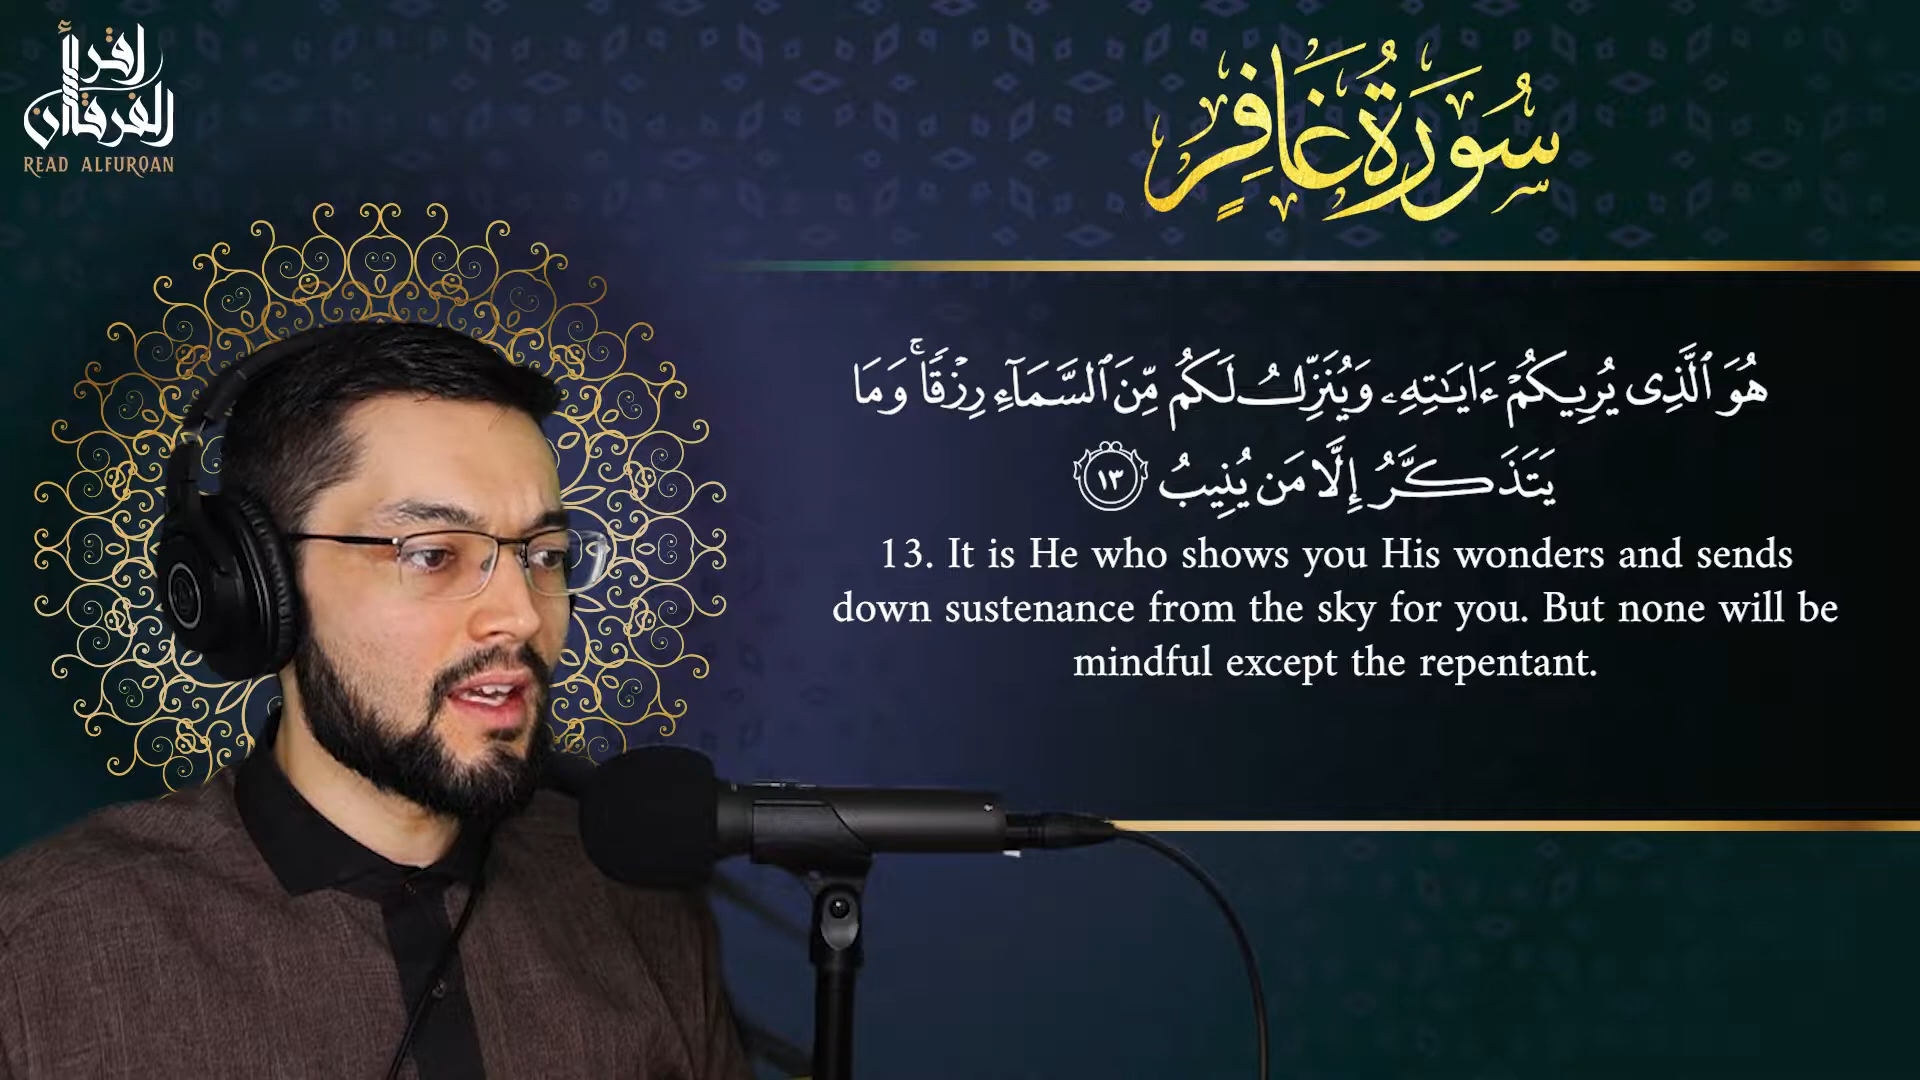 اقرأ
الفرقان
READ ALFURQAN
سُورَةُ غَافِرٍ
هُوَ ٱلَّذِى يُرِيكُمْ ءَايَـٰتِهِۦ وَيُنَزِّلُ لَكُم مِّنَ ٱلسَّمَآءِ رِزْقًا ۚ وَمَا
يَتَذَكَّرُ إِلَّا مَن يُنِيبُ ١٣
13. It is He who shows you His wonders and sends
down sustenance from the sky for you. But none will be
mindful except the repentant.